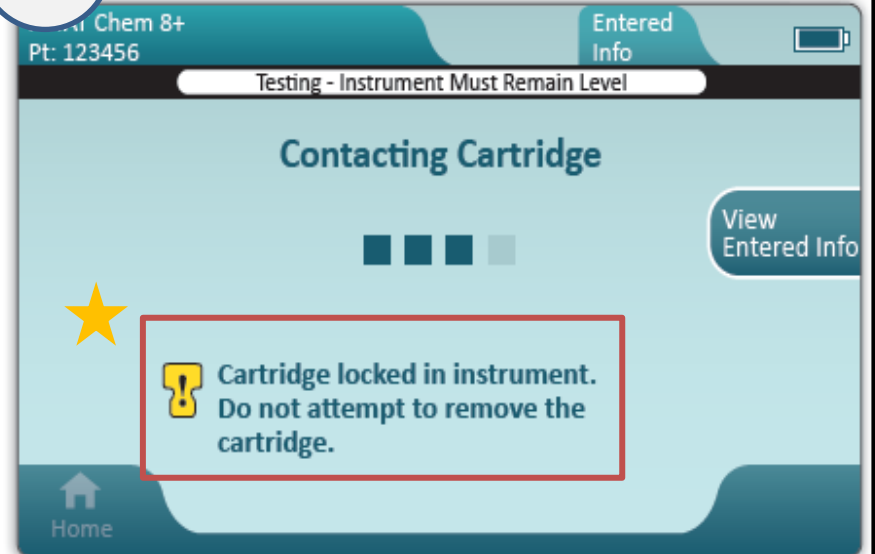 Chem 8+
Pt: 123456
Entered
Info
Testing - Instrument Must Remain Level
Contacting Cartridge
View
Entered Info
Cartridge locked in instrument.
Do not attempt to remove the
cartridge.
Home